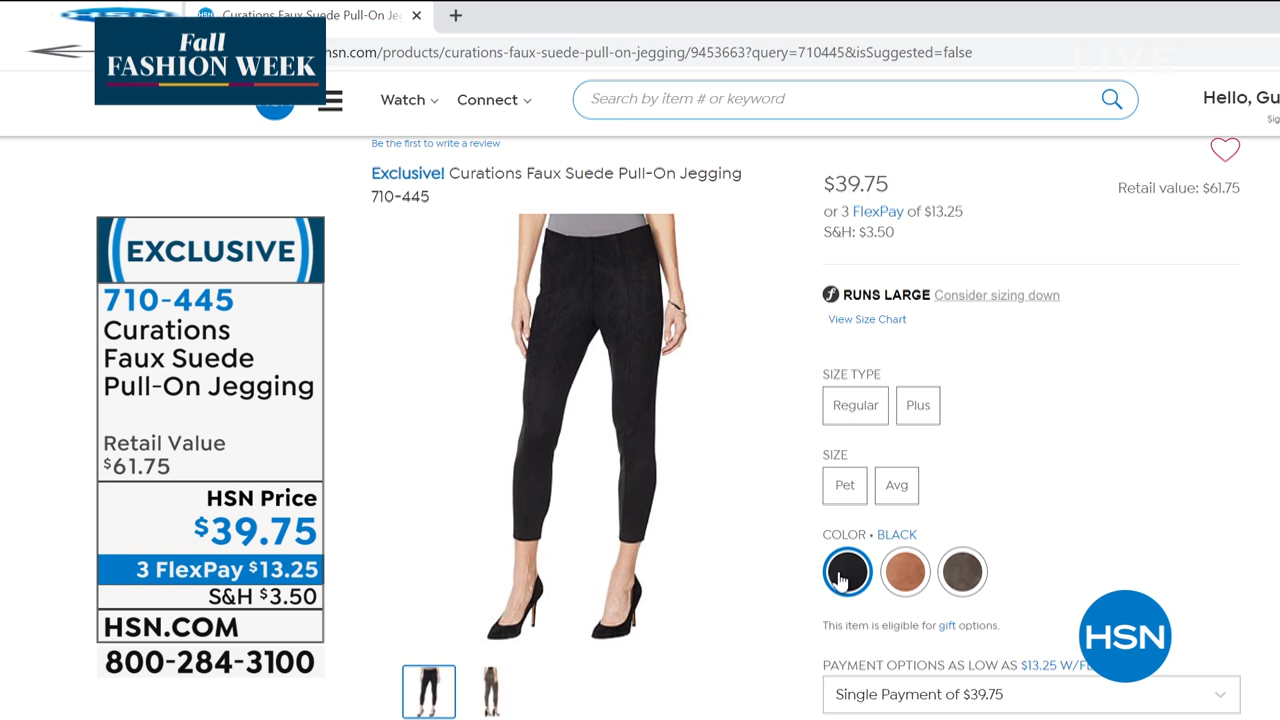 Curations Faux Suede Pull-On Je
Fall
FASHION WEEK
hsn.com/products/curations-faux-suede-pull-on-jegging/9453663?query=710445&isSuggested=false
LIVE
Watch
Connect
Search by item # or keyword
Hello, Gu
Sig
Be the first to write a review
Exclusive! Curations Faux Suede Pull-On Jegging
710-445
$39.75
Retail value: $61.75
or 3 FlexPay of $13.25
S&H: $3.50
RUNS LARGE Consider sizing down
View Size Chart
SIZE TYPE
Regular
Plus
SIZE
Pet
Avg
COLOR • BLACK
This item is eligible for gift options.
PAYMENT OPTIONS AS LOW AS $13.25 W/FL
Single Payment of $39.75
EXCLUSIVE
710-445
Curations
Faux Suede
Pull-On Jegging
Retail Value
$61.75
HSN Price
$39.75
3 FlexPay $13.25
S&H $3.50
HSN.COM
800-284-3100
HSN